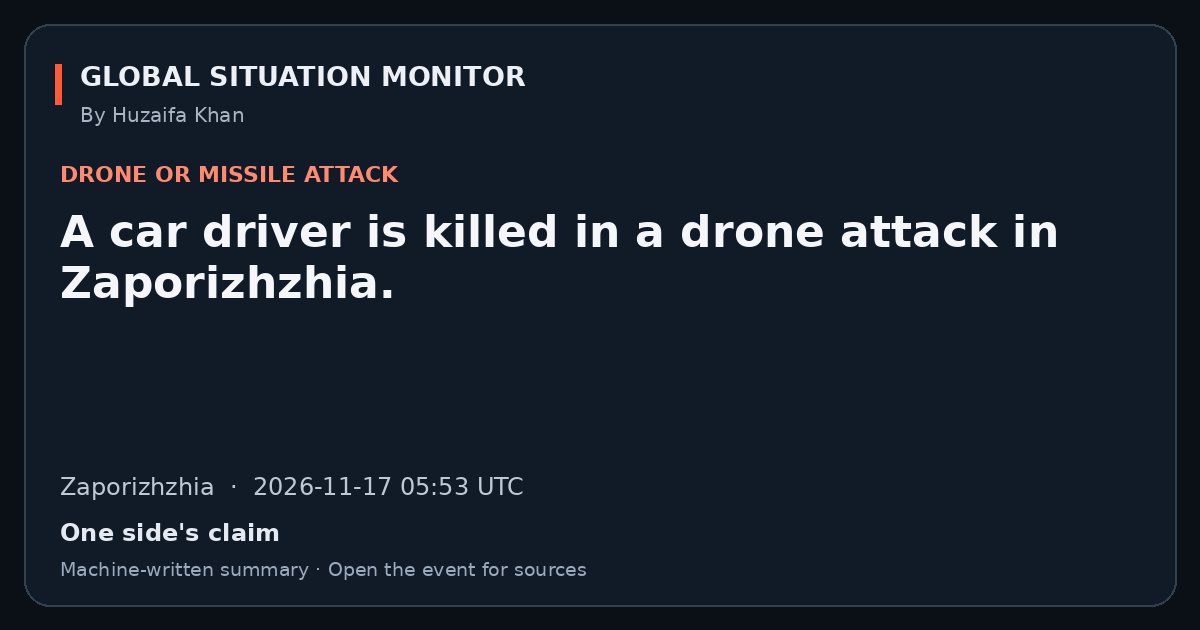 GLOBAL SITUATION MONITOR
By Huzaifa Khan
DRONE OR MISSILE ATTACK
A car driver is killed in a drone attack in
Zaporizhzhia.
Zaporizhzhia · 2026-11-17 05:53 UTC
One side's claim
Machine-written summary · Open the event for sources